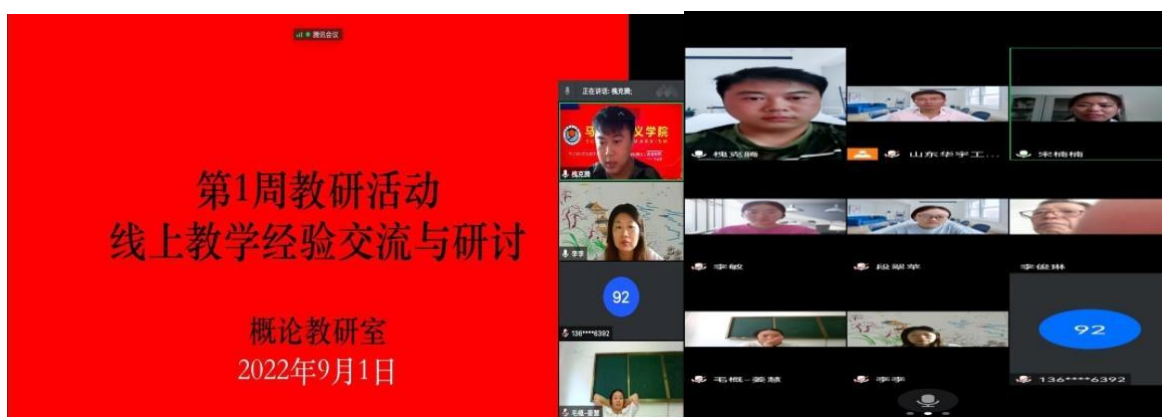 腾讯会议
第1周教研活动
线上教学经验交流与研讨
概论教研室
2022年9月1日
正在讲话: 槐克腾;
马
义学院
槐克腾
李李
92
136****6392
毛概-姜慧
槐克腾
山东华宇工...
宋楠楠
李敏
段翠苹
李俊琳
92
毛概-姜慧
李李
136****6392